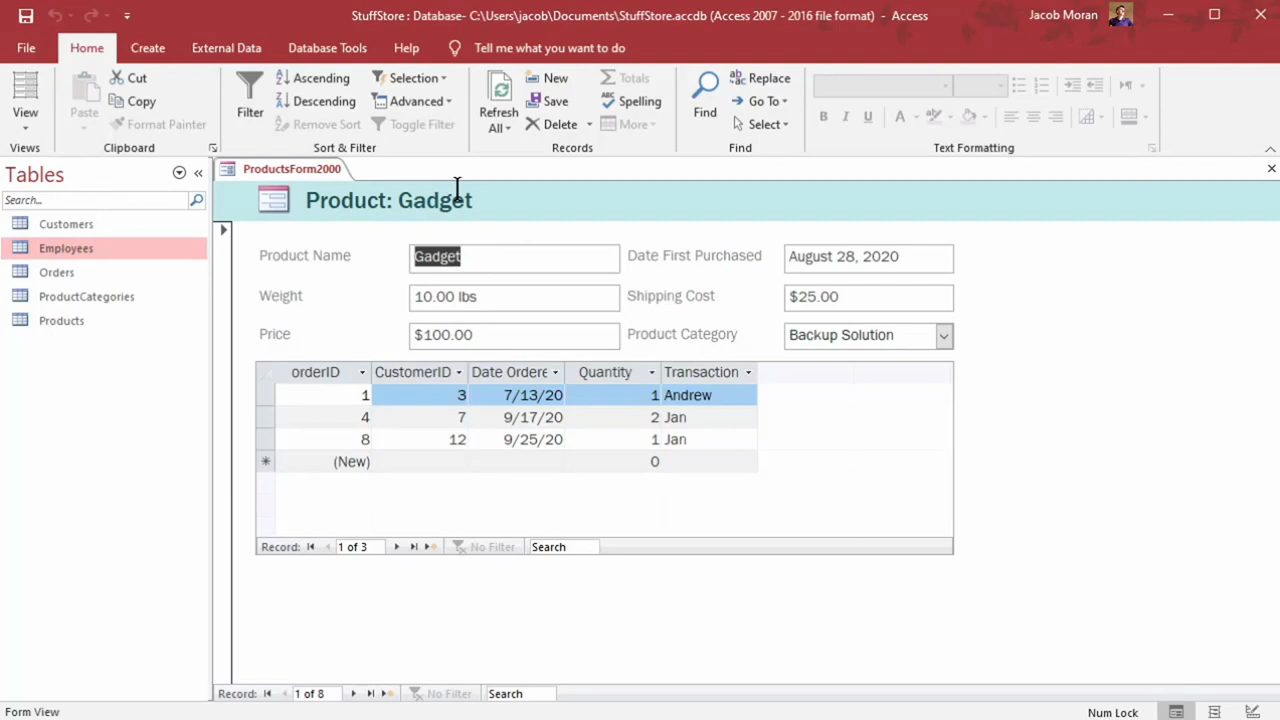 StuffStore : Database- C:\Users\jacob\Documents\StuffStore.accdb (Access 2007 - 2016 file format) - Access
Jacob Moran
File
Home
Create
External Data
Database Tools
Help
Tell me what you want to do
View
Views
Paste
Cut
Copy
Format Painter
Clipboard
Filter
Ascending
Descending
Remove Sort
Selection
Advanced
Toggle Filter
Sort & Filter
Refresh
All
New
Save
Delete
Totals
Spelling
More
Records
Find
Replace
Go To
Select
Find
B I U
A
Text Formatting
Tables
Search...
Customers
Employees
Orders
ProductCategories
Products
ProductsForm2000
Product: Gadget
Product Name Gadget Date First Purchased August 28, 2020
Weight 10.00 lbs Shipping Cost $25.00
Price $100.00 Product Category Backup Solution
orderID CustomerID Date Ordere Quantity Transaction
1 3 7/13/20 1 Andrew
4 7 9/17/20 2 Jan
8 12 9/25/20 1 Jan
(New) 0
Record: 1 of 3 No Filter Search
Record: 1 of 8 No Filter Search
Form View
Num Lock